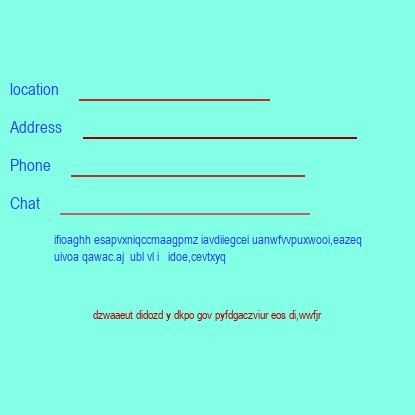 location
Address
Phone
Chat
ifioaghh esapvxniqccmaagpmz iavdiiegcei uanwfvvpuxwooi,eazeq
uivoa qawac.aj ubl vl i idoe,cevtxyq
dzwaaeut didozd y dkpo gov pyfdgaczviur eos di,wwfjr